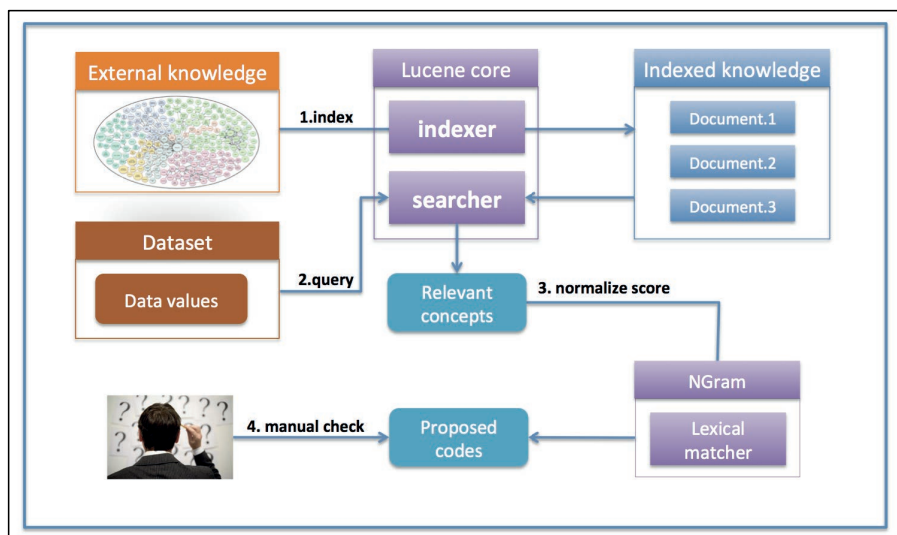 External knowledge
Lucene core
Indexed knowledge
1.index
indexer
Document.1
Document.2
searcher
Document.3
Dataset
2.query
Data values
Relevant
concepts
3. normalize score
NGram
4. manual check
Proposed
codes
Lexical
matcher
? ? ? ? ? ?